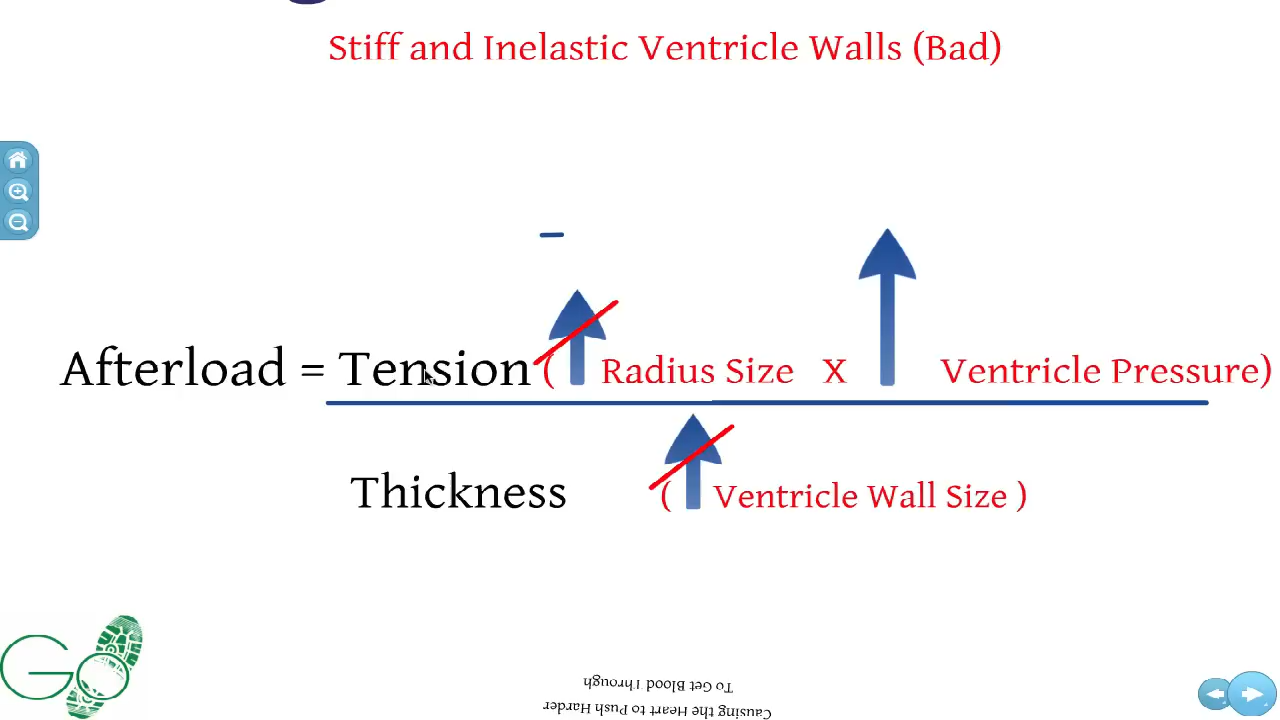 Stiff and Inelastic Ventricle Walls (Bad)
Afterload = Tension ( Radius Size X Ventricle Pressure)
Thickness ( Ventricle Wall Size )
GO
To Get Blood Through
Causing the Heart to Push Harder